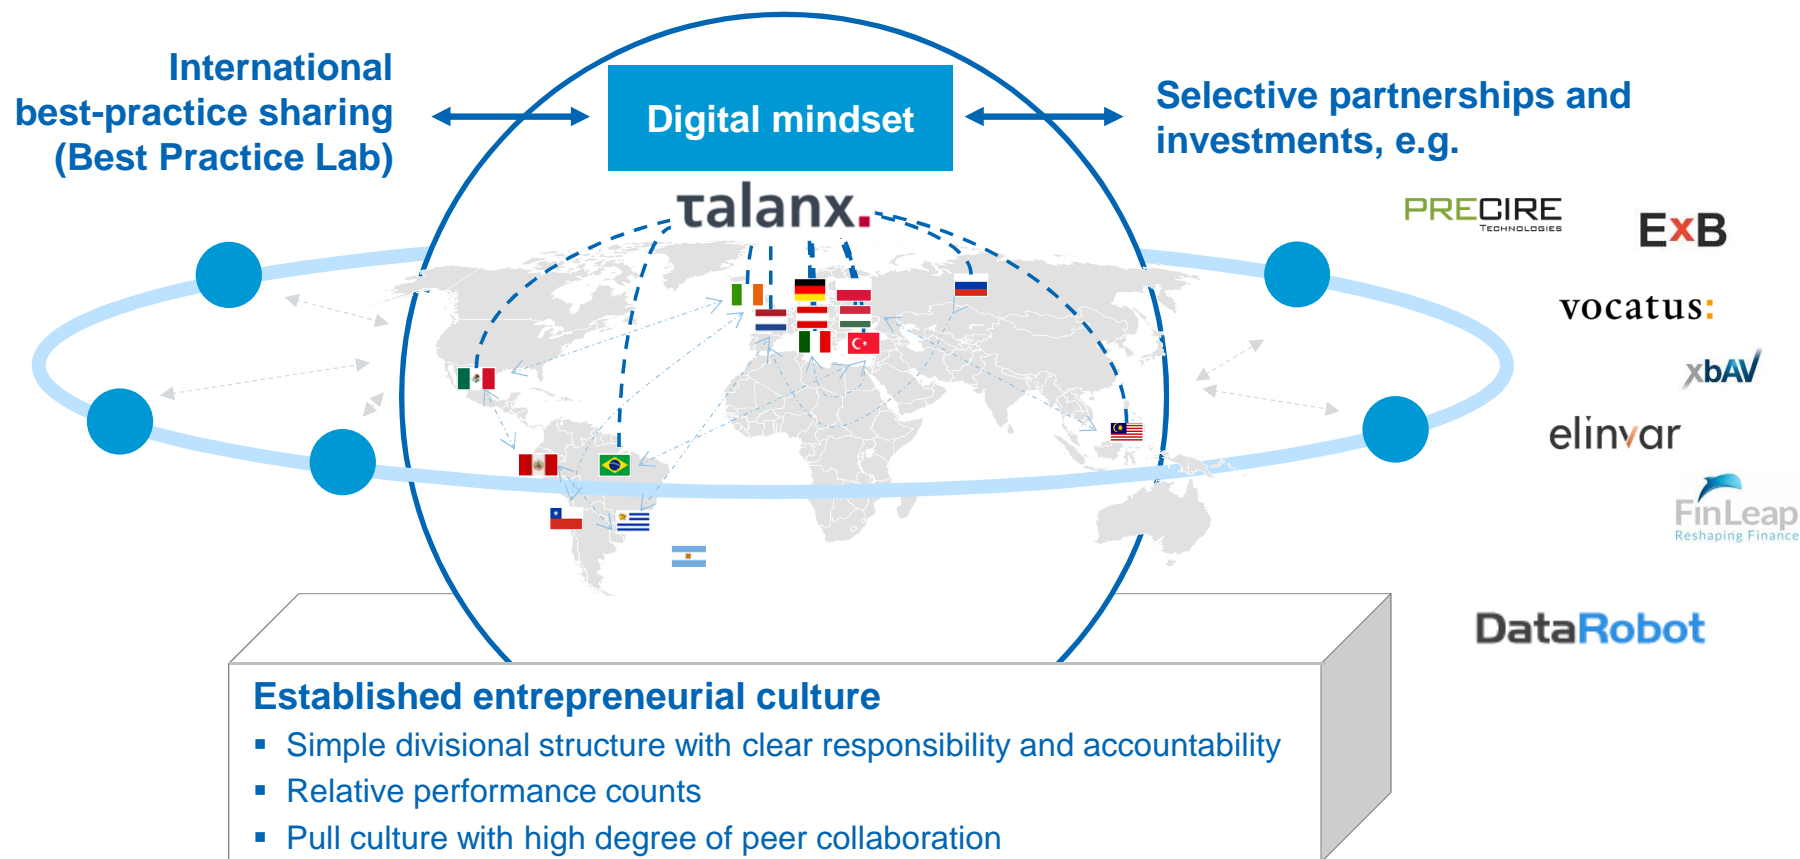 International
best-practice sharing
(Best Practice Lab)
Digital mindset
Selective partnerships and
investments, e.g.
τalanx.
PRECIRE
TECHNOLOGIES
ExB
vocatus:
xbAV
elinvar
FinLeap
Reshaping Finance
DataRobot
Established entrepreneurial culture
▪ Simple divisional structure with clear responsibility and accountability
▪ Relative performance counts
▪ Pull culture with high degree of peer collaboration